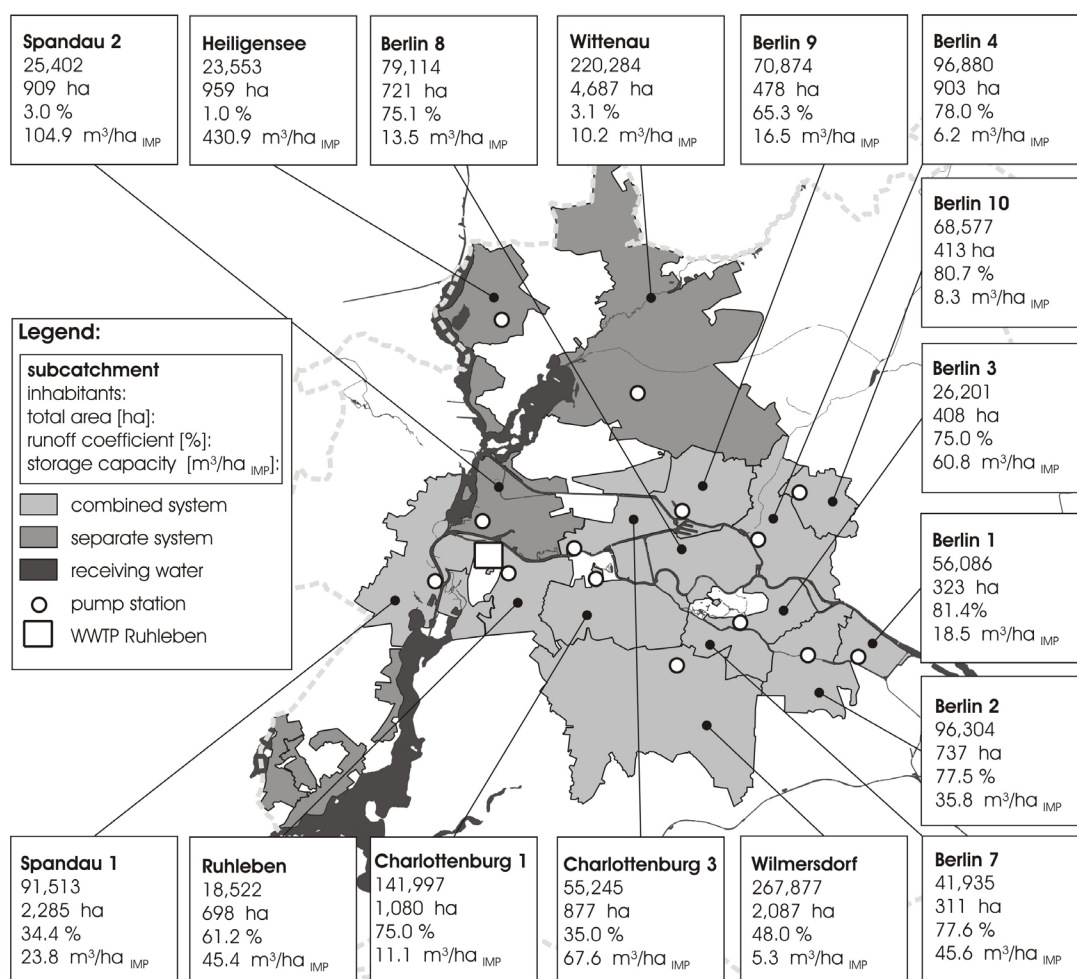 Spandau 2
25,402
909 ha
3.0 %
104.9 m³/ha IMP
Heiligensee
23,553
959 ha
1.0 %
430.9 m³/ha IMP
Berlin 8
79,114
721 ha
75.1 %
13.5 m³/ha IMP
Wittenau
220,284
4,687 ha
3.1 %
10.2 m³/ha IMP
Berlin 9
70,874
478 ha
65.3 %
16.5 m³/ha IMP
Berlin 4
96,880
903 ha
78.0 %
6.2 m³/ha IMP
Berlin 10
68,577
413 ha
80.7 %
8.3 m³/ha IMP
Berlin 3
26,201
408 ha
75.0 %
60.8 m³/ha IMP
Berlin 1
56,086
323 ha
81.4%
18.5 m³/ha IMP
Berlin 2
96,304
737 ha
77.5 %
35.8 m³/ha IMP
Legend:
subcatchment
inhabitants:
total area [ha]:
runoff coefficient [%]:
storage capacity [m³/ha IMP]:
combined system
separate system
receiving water
pump station
WWTP Ruhleben
Spandau 1
91,513
2,285 ha
34.4 %
23.8 m³/ha IMP
Ruhleben
18,522
698 ha
61.2 %
45.4 m³/ha IMP
Charlottenburg 1
141,997
1,080 ha
75.0 %
11.1 m³/ha IMP
Charlottenburg 3
55,245
877 ha
35.0 %
67.6 m³/ha IMP
Wilmersdorf
267,877
2,087 ha
48.0 %
5.3 m³/ha IMP
Berlin 7
41,935
311 ha
77.6 %
45.6 m³/ha IMP